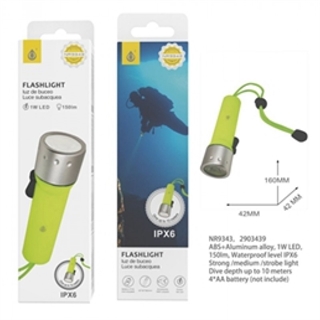 FLASHLIGHT
luz de buceo
Luce subacquea
1W LED
150lm
IPX6
IPX6
FLASHLIGHT
luz de buceo
Luce subacquea
160MM
42MM
42 MM
NR9343, 2903439
ABS+Aluminum alloy, 1W LED,
150lm, Waterproof level IPX6
Strong /medium /strobe light
Dive depth up to 10 meters
4*AA battery (not include)